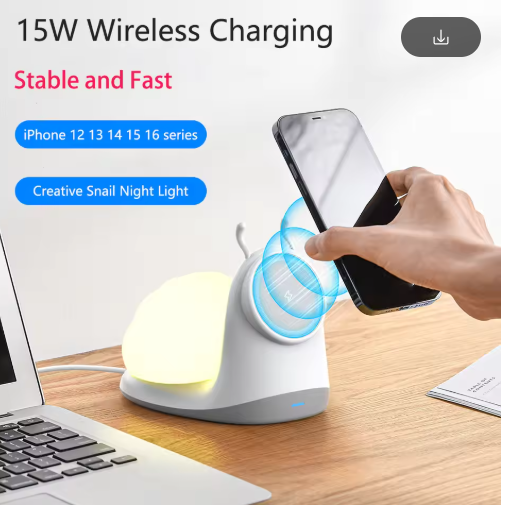 15W Wireless Charging
Stable and Fast
iPhone 12 13 14 15 16 series
Creative Snail Night Light